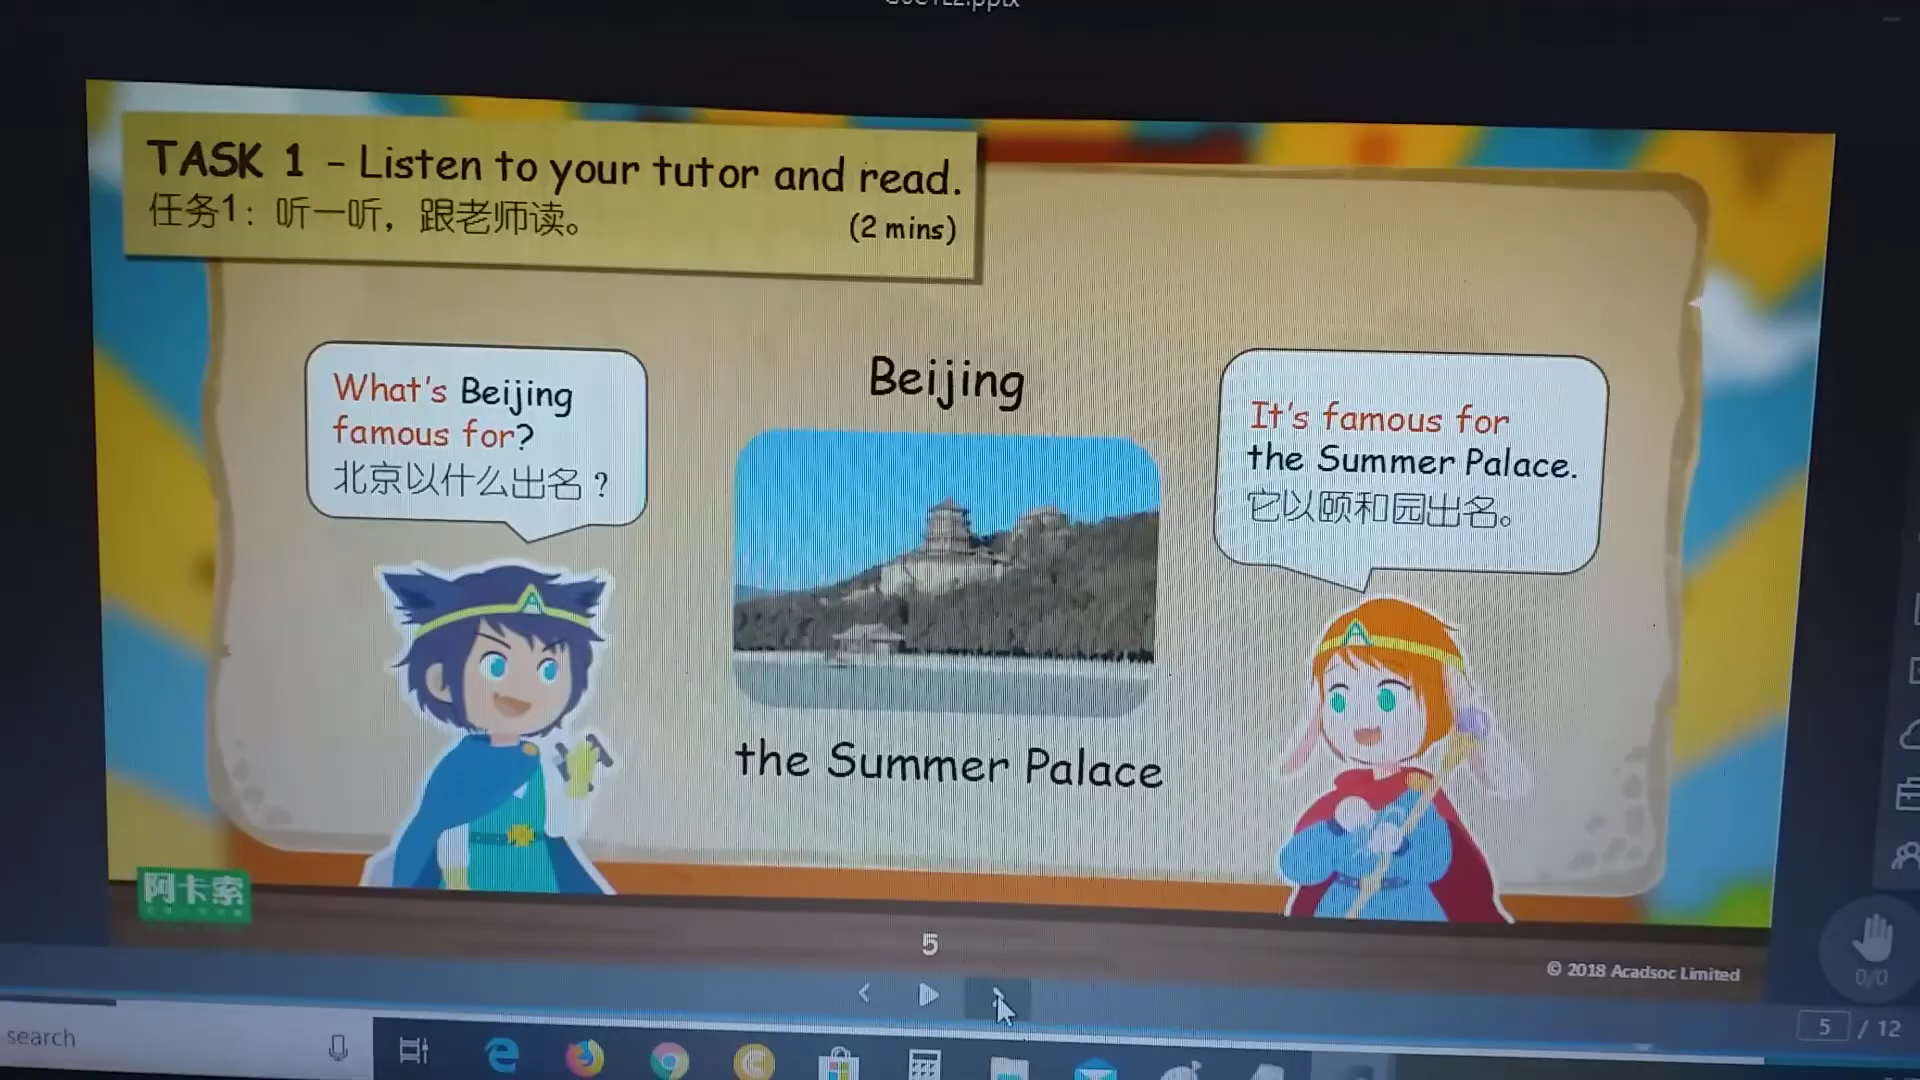 TASK 1 – Listen to your tutor and read.
任务1：听一听，跟老师读。
(2 mins)
What's Beijing
famous for?
北京以什么出名？
Beijing
It's famous for
the Summer Palace.
它以颐和园出名。
the Summer Palace
阿卡索
5
© 2018 Acadsoc Limited
0/0
5 / 12
search